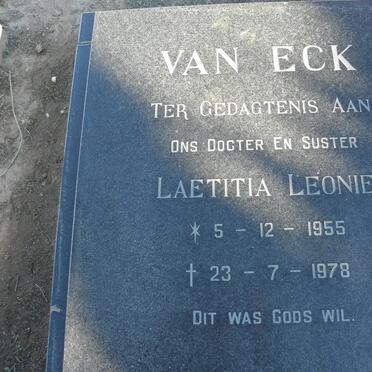 VAN ECK
TER GEDAGTENIS AAN
ONS DOGTER EN SUSTER
LAETITIA LEONIE
* 5 - 12 - 1955
† 23 - 7 - 1978
DIT WAS GODS WIL.